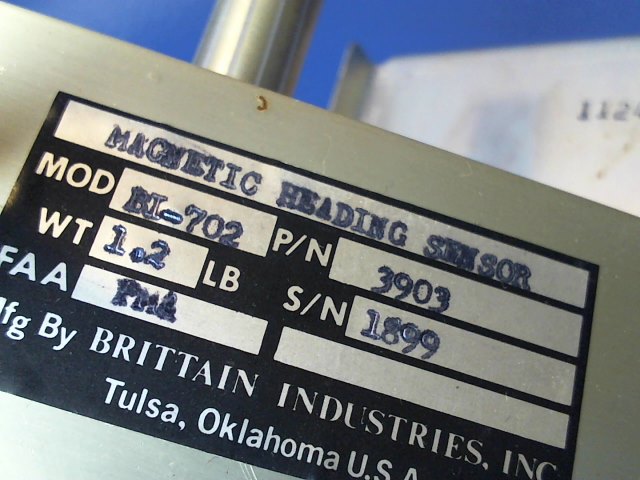 MAGNETIC HEADING SENSOR
MOD BI-702 P/N 3903
WT 1.2 LB S/N 1899
FAA PMA
Mfg By BRITTAIN INDUSTRIES, INC
Tulsa, Oklahoma U.S.A.
1124